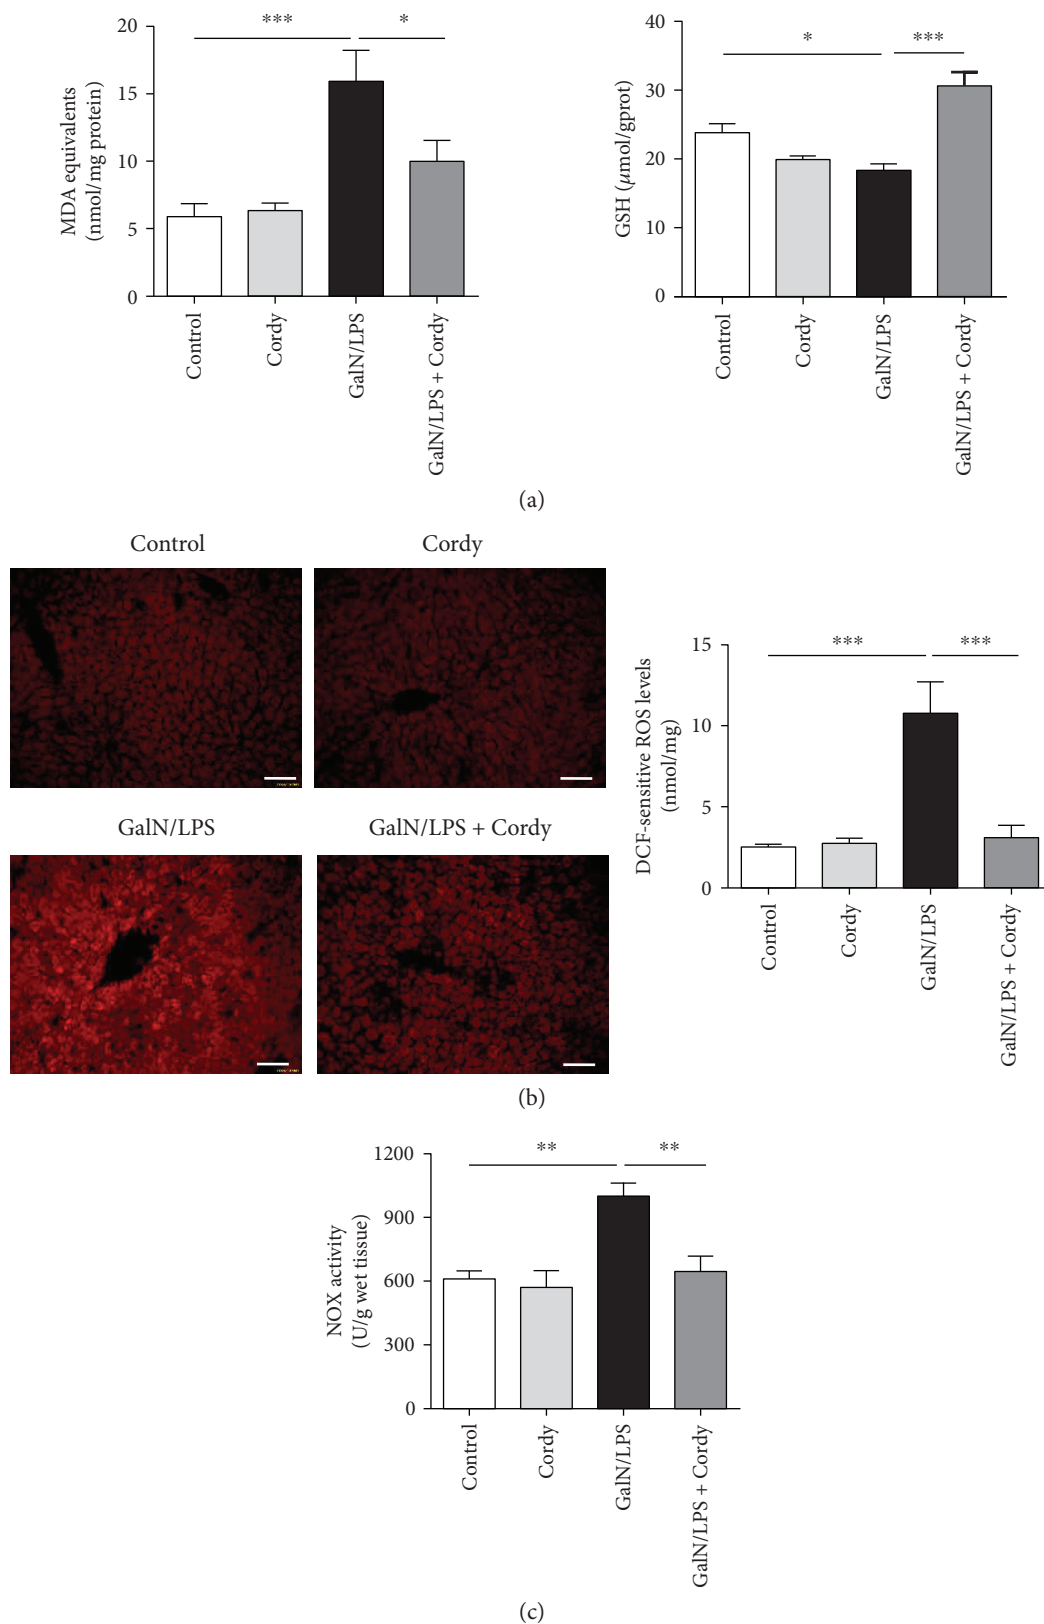 20
15
10
5
0
MDA equivalents
(nmol/mg protein)
***
*
Control
Cordy
GalN/LPS
GalN/LPS + Cordy
40
30
20
10
0
GSH (μmol/gprot)
*
***
Control
Cordy
GalN/LPS
GalN/LPS + Cordy
(a)
Control
Cordy
GalN/LPS
GalN/LPS + Cordy
15
10
5
0
DCF-sensitive ROS levels
(nmol/mg)
***
***
Control
Cordy
GalN/LPS
GalN/LPS + Cordy
(b)
1200
900
600
300
0
NOX activity
(U/g wet tissue)
**
**
Control
Cordy
GalN/LPS
GalN/LPS + Cordy
(c)